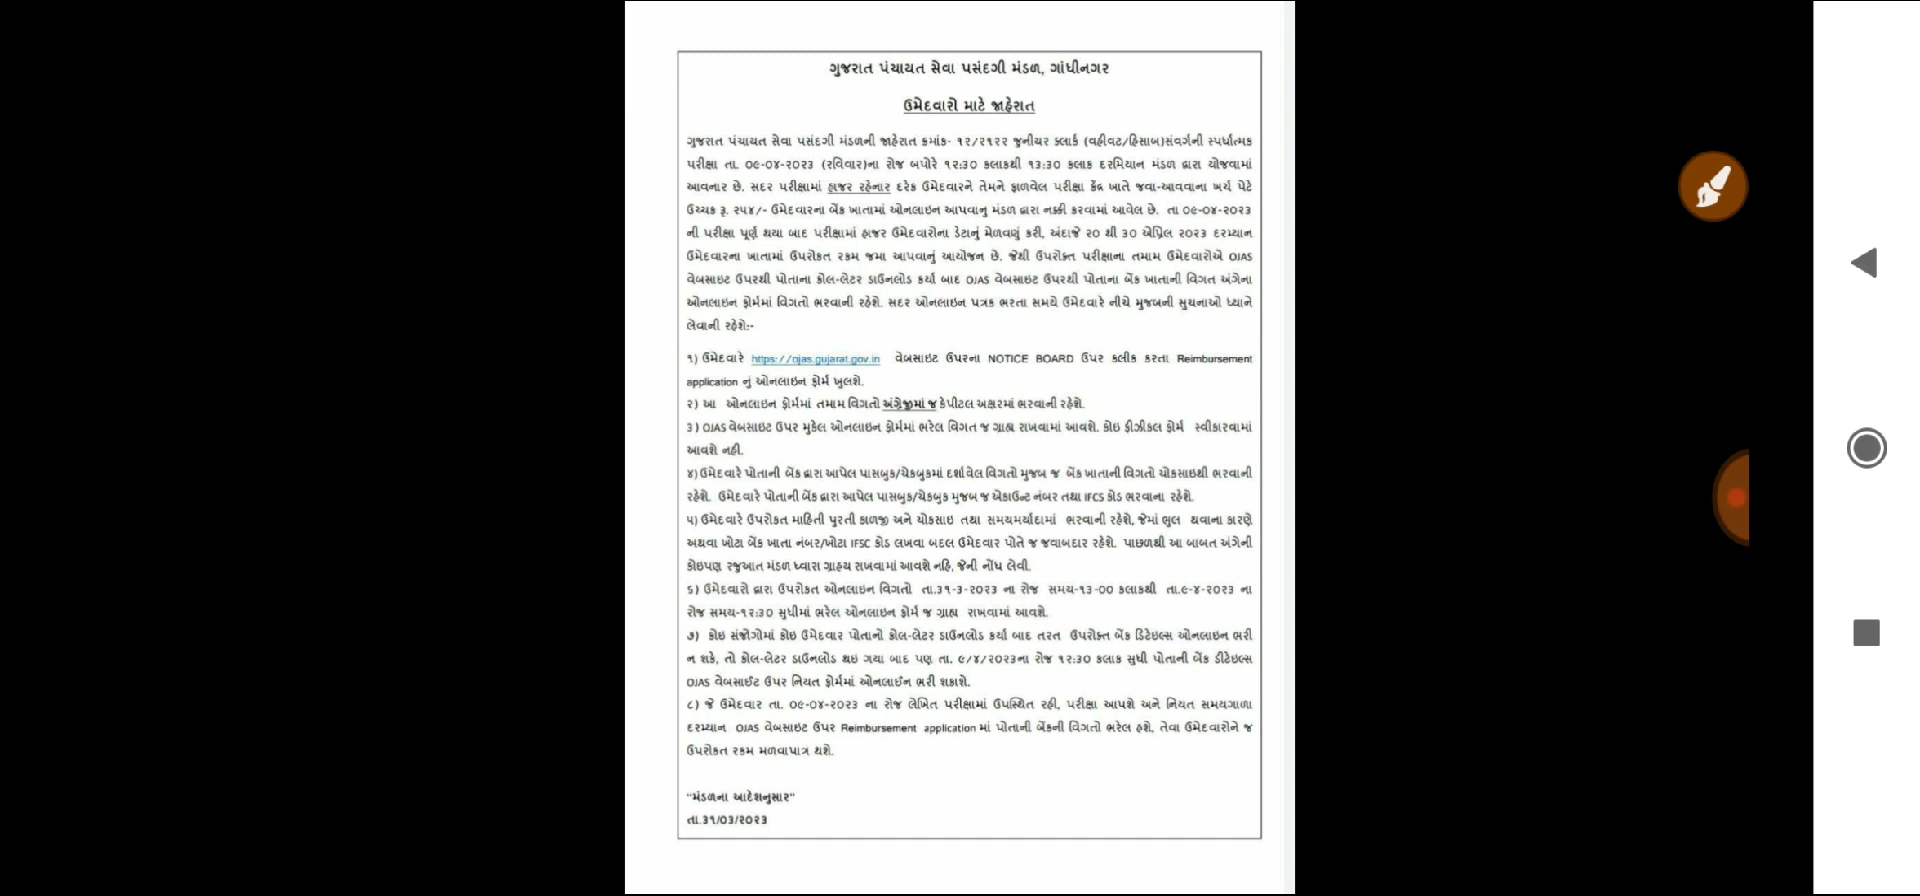 ગુજરાત પંચાયત સેવા પસંદગી મંડળ, ગાંધીનગર
ઉમેદવારો માટે જાહેરાત
ગુજરાત પંચાયત સેવા પસંદગી મંડળની જાહેરાત ક્રમાંક- ૧૨/૨૧૨૨ જુનીયર ક્લાર્ક (વહીવટ/હિસાબ)સંવર્ગની સ્પર્ધાત્મક
પરીક્ષા તા. ૦૯-૦૪-૨૦૨૩ (રવિવાર)ના રોજ બપોરે ૧૨:૩૦ કલાકથી ૧૩:૩૦ કલાક દરમિયાન મંડળ દ્રારા યોજવામાં
આવનાર છે. સદર પરીક્ષામાં હાજર રહેનાર દરેક ઉમેદવારને તેમને ફાળવેલ પરીક્ષા કેંદ્ર ખાતે જવા-આવવાના ખર્ચ પેટે
ઉચ્ચક રૂ. ૨૫૪/- ઉમેદવારના બેંક ખાતામાં ઓનલાઇન આપવાનુ મંડળ દ્વારા નક્કી કરવામાં આવેલ છે. તા ૦૯-૦૪-૨૦૨૩
ની પરીક્ષા પૂર્ણ થયા બાદ પરીક્ષામાં હાજર ઉમેદવારોના ડેટાનું મેળવણું કરી, અંદાજે ૨૦ થી ૩૦ એપ્રિલ ૨૦૨૩ દરમ્યાન
ઉમેદવારના ખાતામાં ઉપરોકત રકમ જમા આપવાનું આયોજન છે. જેથી ઉપરોક્ત પરીક્ષાના તમામ ઉમેદવારોએ OJAS
વેબસાઇટ ઉપરથી પોતાના કોલ-લેટર ડાઉનલોડ કર્યા બાદ OJAS વેબસાઇટ ઉપરથી પોતાના બેંક ખાતાની વિગત અંગેના
ઓનલાઇન ફોર્મમાં વિગતો ભરવાની રહેશે. સદર ઓનલાઇન પત્રક ભરતા સમયે ઉમેદવારે નીચે મુજબની સુચનાઓ ધ્યાને
લેવાની રહેશે:-
૧) ઉમેદવારે https://ojas.gujarat.gov.in વેબસાઇટ ઉપરના NOTICE BOARD ઉપર કલીક કરતા Reimbursement
application નું ઓનલાઇન ફોર્મ ખુલશે.
૨) આ ઓનલાઇન ફોર્મમાં તમામ વિગતો અંગ્રેજીમાં જ કેપીટલ અક્ષરમાં ભરવાની રહેશે.
૩) OJAS વેબસાઇટ ઉપર મુકેલ ઓનલાઇન ફોર્મમાં ભરેલ વિગત જ ગ્રાહ્ય રાખવામાં આવશે. કોઇ ફીઝીકલ ફોર્મ સ્વીકારવામાં
આવશે નહી.
૪) ઉમેદવારે પોતાની બેંક દ્રારા આપેલ પાસબુક/ચેકબુકમાં દર્શાવેલ વિગતો મુજબ જ બેંક ખાતાની વિગતો ચોકસાઇથી ભરવાની
રહેશે. ઉમેદવારે પોતાની બેંક દ્રારા આપેલ પાસબુક/ચેકબુક મુજબ જ એકાઉન્ટ નંબર તથા IFCS કોડ ભરવાના રહેશે.
૫) ઉમેદવારે ઉપરોકત માહિતી પુરતી કાળજી અને ચોકસાઇ તથા સમયમર્યાદામાં ભરવાની રહેશે, જેમાં ભુલ થવાના કારણે
અથવા ખોટા બેંક ખાતા નંબર/ખોટા IFSC કોડ લખવા બદલ ઉમેદવાર પોતે જ જવાબદાર રહેશે. પાછળથી આ બાબત અંગેની
કોઇપણ રજુઆત મંડળ ધ્વારા ગ્રાહય રાખવામાં આવશે નહિ, જેની નોંધ લેવી.
૬) ઉમેદવારો દ્રારા ઉપરોકત ઓનલાઇન વિગતો તા.૩૧-૩-૨૦૨૩ ના રોજ સમય-૧૩-૦૦ કલાકથી તા.૯-૪-૨૦૨૩ ના
રોજ સમય-૧૨:૩૦ સુધીમાં ભરેલ ઓનલાઇન ફોર્મ જ ગ્રાહ્ય રાખવામાં આવશે.
૭) કોઇ સંજોગોમાં કોઇ ઉમેદવાર પોતાનો કોલ-લેટર ડાઉનલોડ કર્યા બાદ તરત ઉપરોક્ત બેંક ડિટેઇલ્સ ઓનલાઇન ભરી
ન શકે, તો કોલ-લેટર ડાઉનલોડ થઇ ગયા બાદ પણ તા. ૯/૪/૨૦૨૩ના રોજ ૧૨:૩૦ કલાક સુધી પોતાની બેંક ડીટેઇલ્સ
OJAS વેબસાઈટ ઉપર નિયત ફોર્મમાં ઓનલાઈન ભરી શકાશે.
૮) જે ઉમેદવાર તા. ૦૯-૦૪-૨૦૨૩ ના રોજ લેખિત પરીક્ષામાં ઉપસ્થિત રહી, પરીક્ષા આપશે અને નિયત સમયગાળા
દરમ્યાન OJAS વેબસાઇટ ઉપર Reimbursement application માં પોતાની બેંકની વિગતો ભરેલ હશે, તેવા ઉમેદવારોને જ
ઉપરોકત રકમ મળવાપાત્ર થશે.
"મંડળના આદેશનુસાર"
તા.૩૧/૦૩/૨૦૨૩